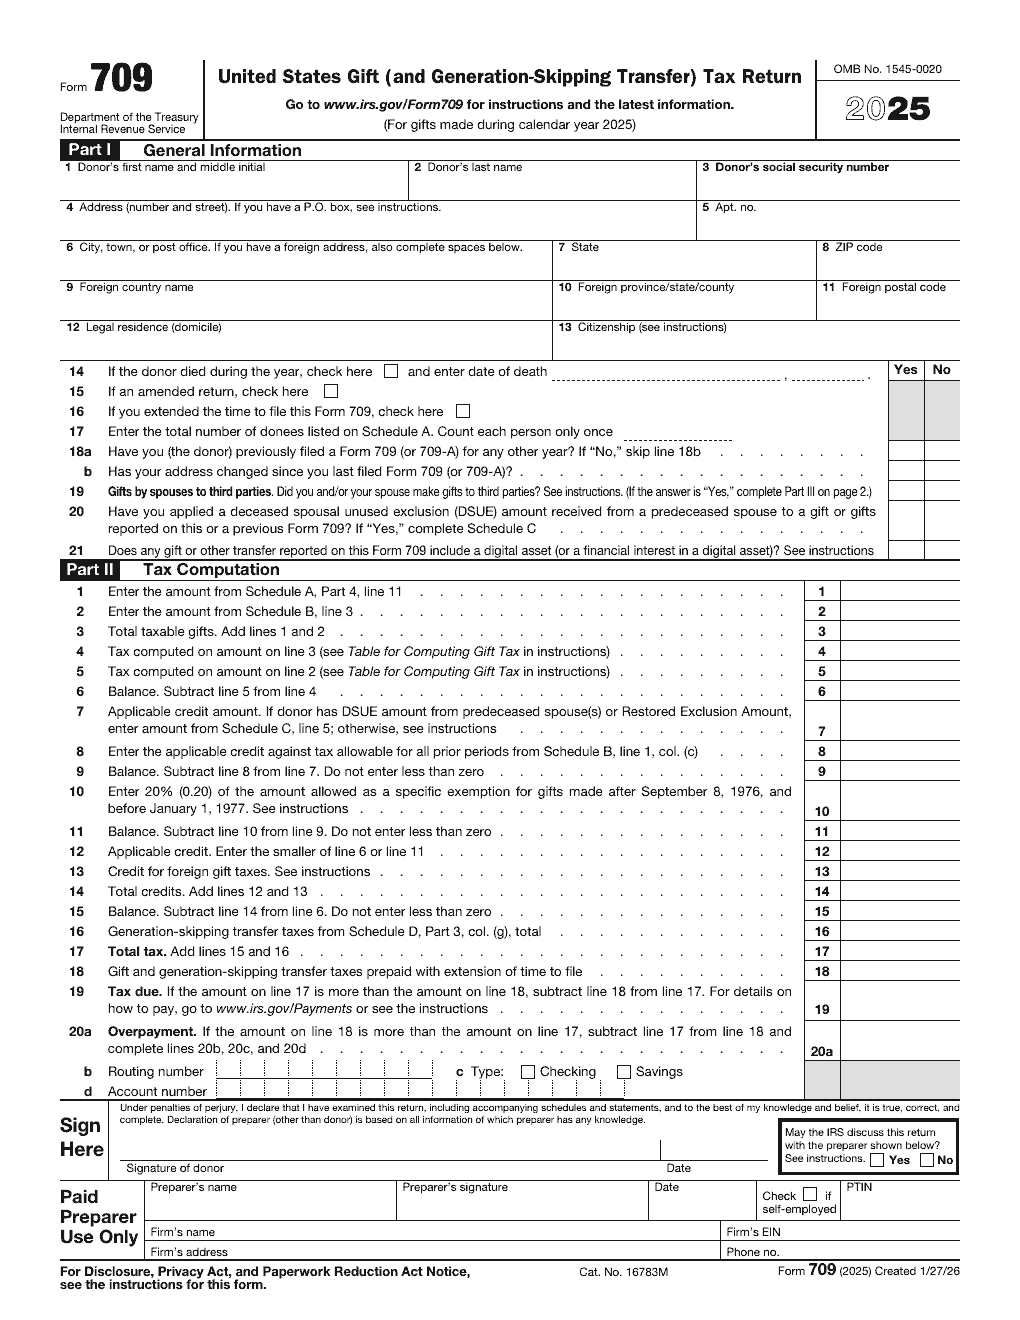 Form 709
Department of the Treasury
Internal Revenue Service
United States Gift (and Generation-Skipping Transfer) Tax Return
Go to www.irs.gov/Form709 for instructions and the latest information.
(For gifts made during calendar year 2025)
OMB No. 1545-0020
2025
Part I General Information
1 Donor's first name and middle initial
2 Donor's last name
3 Donor's social security number
4 Address (number and street). If you have a P.O. box, see instructions.
5 Apt. no.
6 City, town, or post office. If you have a foreign address, also complete spaces below.
7 State
8 ZIP code
9 Foreign country name
10 Foreign province/state/county
11 Foreign postal code
12 Legal residence (domicile)
13 Citizenship (see instructions)
14 If the donor died during the year, check here and enter date of death , .
Yes No
15 If an amended return, check here
16 If you extended the time to file this Form 709, check here
17 Enter the total number of donees listed on Schedule A. Count each person only once
18a Have you (the donor) previously filed a Form 709 (or 709-A) for any other year? If “No,” skip line 18b
b Has your address changed since you last filed Form 709 (or 709-A)?
19 Gifts by spouses to third parties. Did you and/or your spouse make gifts to third parties? See instructions. (If the answer is “Yes,” complete Part III on page 2.)
20 Have you applied a deceased spousal unused exclusion (DSUE) amount received from a predeceased spouse to a gift or gifts
reported on this or a previous Form 709? If “Yes,” complete Schedule C
21 Does any gift or other transfer reported on this Form 709 include a digital asset (or a financial interest in a digital asset)? See instructions
Part II Tax Computation
1 Enter the amount from Schedule A, Part 4, line 11 1
2 Enter the amount from Schedule B, line 3 2
3 Total taxable gifts. Add lines 1 and 2 3
4 Tax computed on amount on line 3 (see Table for Computing Gift Tax in instructions) 4
5 Tax computed on amount on line 2 (see Table for Computing Gift Tax in instructions) 5
6 Balance. Subtract line 5 from line 4 6
7 Applicable credit amount. If donor has DSUE amount from predeceased spouse(s) or Restored Exclusion Amount,
enter amount from Schedule C, line 5; otherwise, see instructions 7
8 Enter the applicable credit against tax allowable for all prior periods from Schedule B, line 1, col. (c) 8
9 Balance. Subtract line 8 from line 7. Do not enter less than zero 9
10 Enter 20% (0.20) of the amount allowed as a specific exemption for gifts made after September 8, 1976, and
before January 1, 1977. See instructions 10
11 Balance. Subtract line 10 from line 9. Do not enter less than zero 11
12 Applicable credit. Enter the smaller of line 6 or line 11 12
13 Credit for foreign gift taxes. See instructions 13
14 Total credits. Add lines 12 and 13 14
15 Balance. Subtract line 14 from line 6. Do not enter less than zero 15
16 Generation-skipping transfer taxes from Schedule D, Part 3, col. (g), total 16
17 Total tax. Add lines 15 and 16 17
18 Gift and generation-skipping transfer taxes prepaid with extension of time to file 18
19 Tax due. If the amount on line 17 is more than the amount on line 18, subtract line 18 from line 17. For details on
how to pay, go to www.irs.gov/Payments or see the instructions 19
20a Overpayment. If the amount on line 18 is more than the amount on line 17, subtract line 17 from line 18 and
complete lines 20b, 20c, and 20d 20a
b Routing number c Type: Checking Savings
d Account number
Sign
Here
Under penalties of perjury, I declare that I have examined this return, including accompanying schedules and statements, and to the best of my knowledge and belief, it is true, correct, and
complete. Declaration of preparer (other than donor) is based on all information of which preparer has any knowledge.
Signature of donor
Date
May the IRS discuss this return
with the preparer shown below?
See instructions. Yes No
Paid
Preparer
Use Only
Preparer's name
Preparer's signature
Date
Check if
self-employed
PTIN
Firm's name
Firm's EIN
Firm's address
Phone no.
For Disclosure, Privacy Act, and Paperwork Reduction Act Notice,
see the instructions for this form.
Cat. No. 16783M
Form 709 (2025) Created 1/27/26